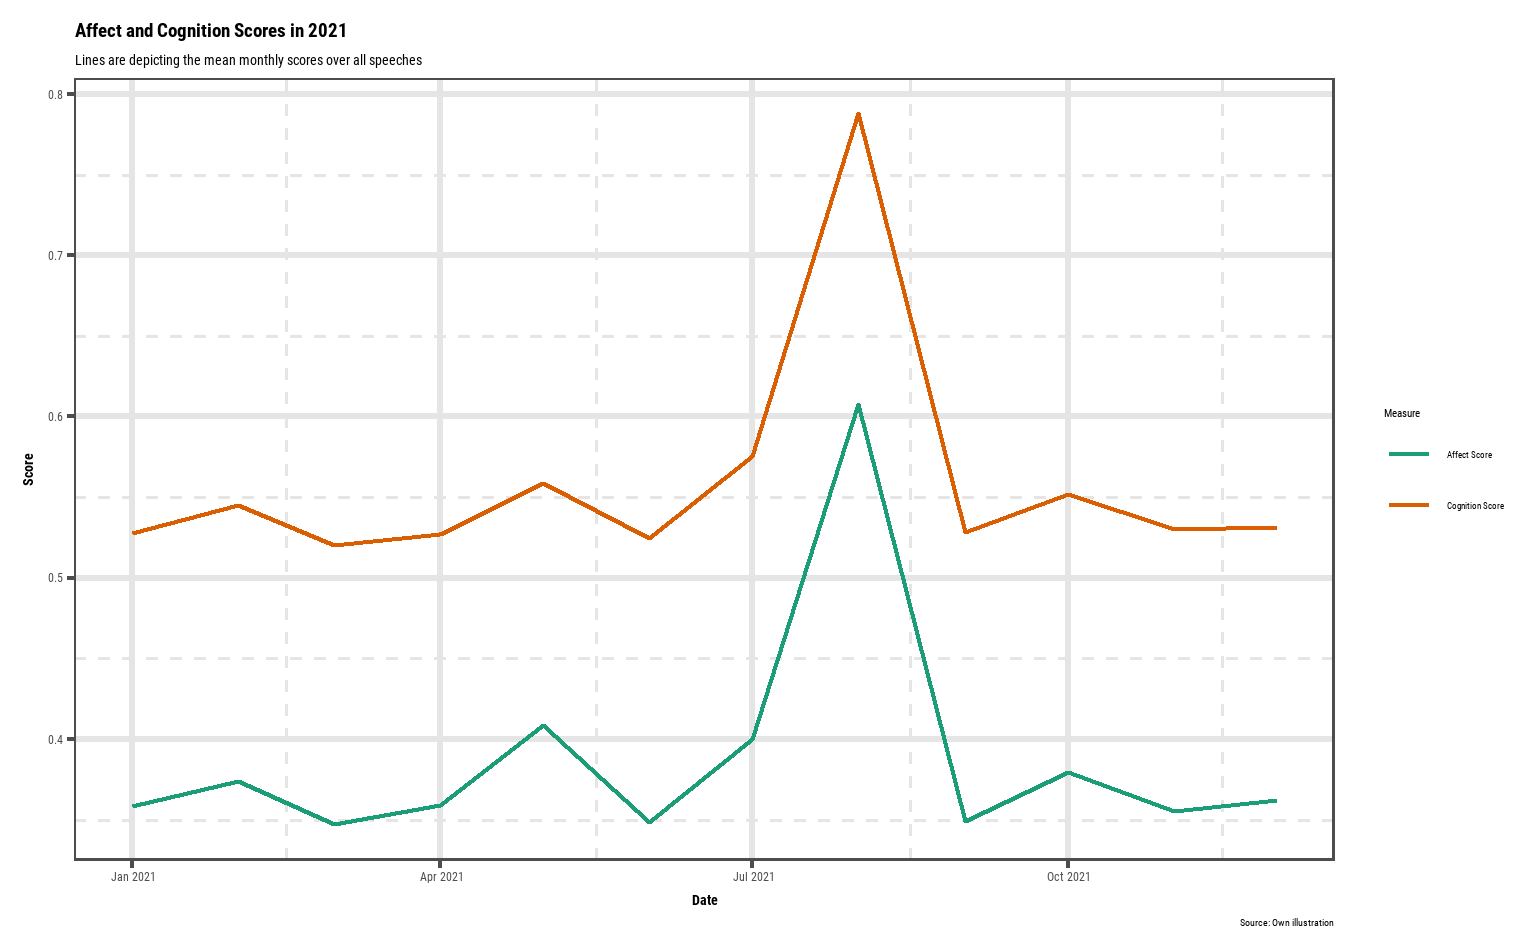 Affect and Cognition Scores in 2021
Lines are depicting the mean monthly scores over all speeches
0.8
0.7
0.6
0.5
0.4
Score
Jan 2021
Apr 2021
Jul 2021
Oct 2021
Date
Measure
Affect Score
Cognition Score
Source: Own illustration